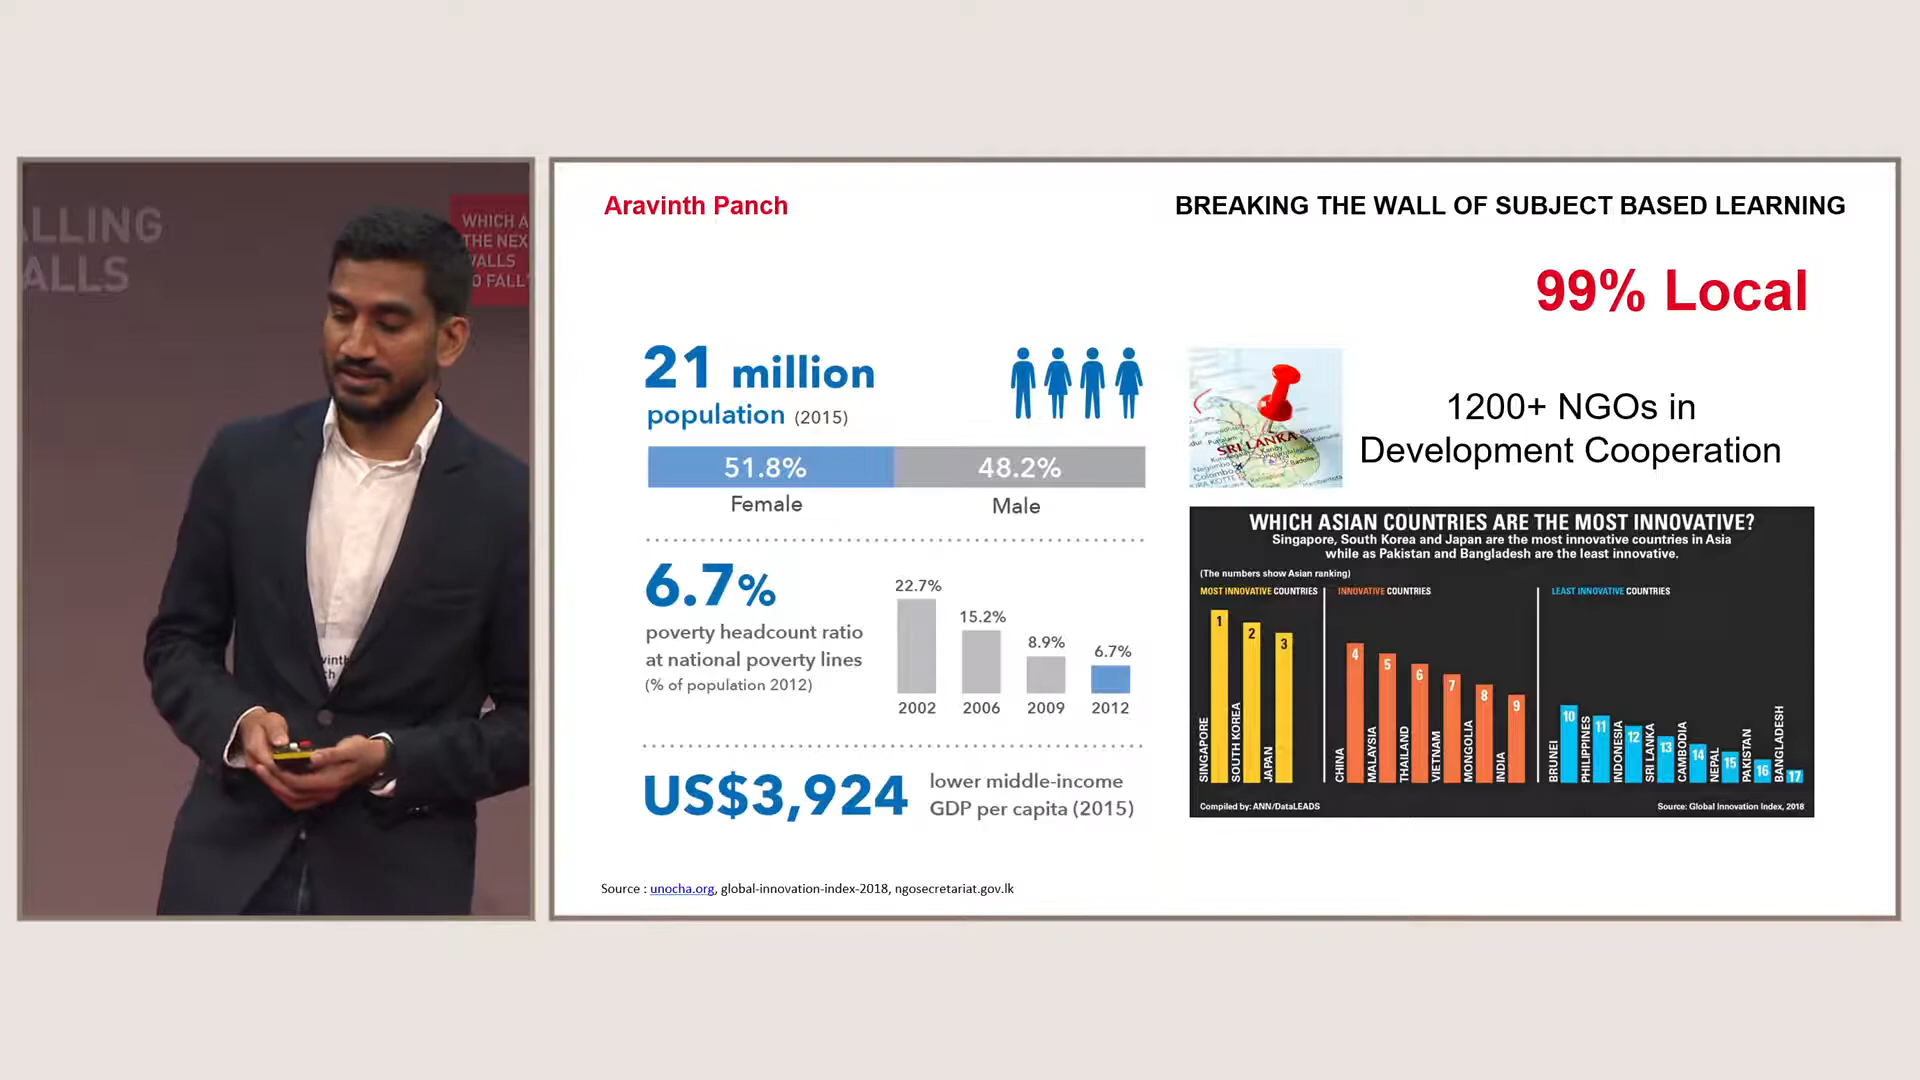 LLING
ALLS
WHICH A
THE NEX
WALLS
O FALL
Aravinth Panch
BREAKING THE WALL OF SUBJECT BASED LEARNING
99% Local
21 million
population (2015)
51.8%
48.2%
Female
Male
6.7%
poverty headcount ratio
at national poverty lines
(% of population 2012)
22.7%
15.2%
8.9%
6.7%
2002
2006
2009
2012
US$3,924
lower middle-income
GDP per capita (2015)
SRI LANKA
Kandy
Colombo
Negombo
Badulla
1200+ NGOs in
Development Cooperation
WHICH ASIAN COUNTRIES ARE THE MOST INNOVATIVE?
Singapore, South Korea and Japan are the most innovative countries in Asia
while as Pakistan and Bangladesh are the least innovative.
(The numbers show Asian ranking)
MOST INNOVATIVE COUNTRIES
INNOVATIVE COUNTRIES
LEAST INNOVATIVE COUNTRIES
SINGAPORE 1
SOUTH KOREA 2
JAPAN 3
CHINA 4
MALAYSIA 5
THAILAND 6
VIETNAM 7
MONGOLIA 8
INDIA 9
BRUNEI 10
PHILIPPINES 11
INDONESIA 12
SRI LANKA 13
CAMBODIA 14
NEPAL 15
PAKISTAN 16
BANGLADESH 17
Compiled by: ANN/DataLEADS
Source: Global Innovation Index, 2018
Source : unocha.org, global-innovation-index-2018, ngosecretariat.gov.lk